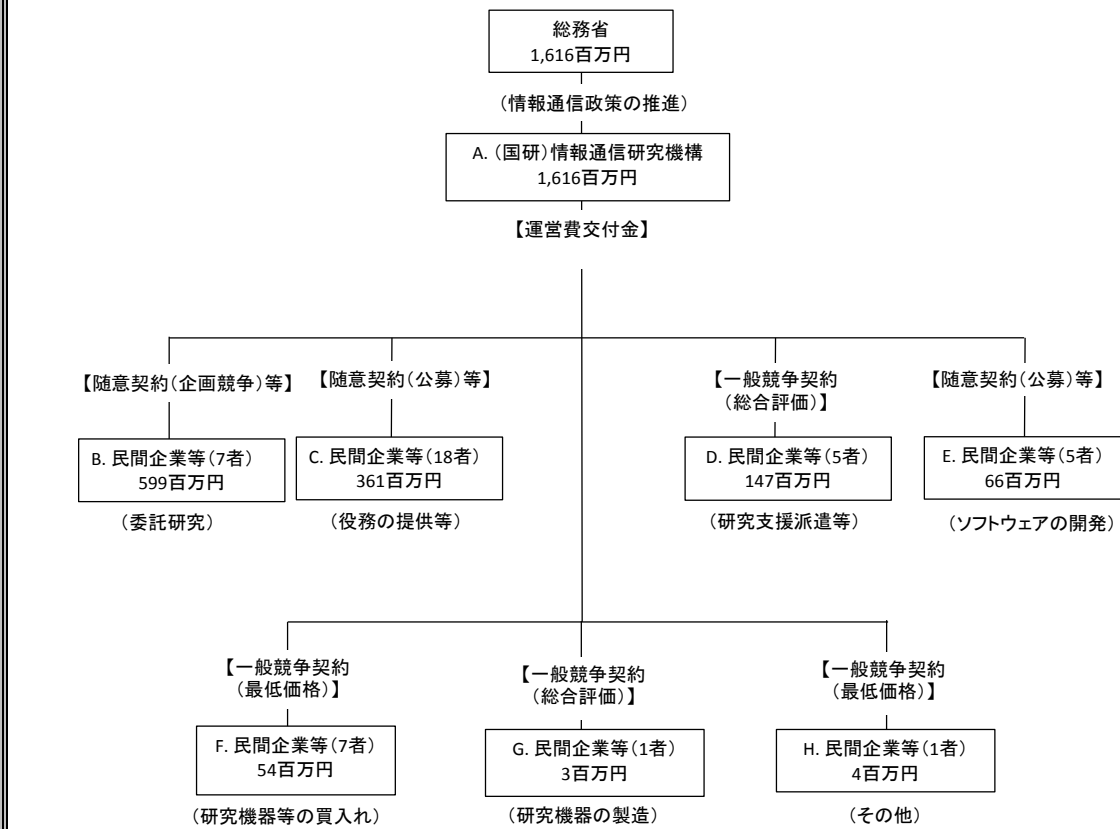 総務省
1,616百万円
（情報通信政策の推進）
A. （国研）情報通信研究機構
1,616百万円
【運営費交付金】
【随意契約（企画競争）等】
B. 民間企業等（7者）
599百万円
（委託研究）
【随意契約（公募）等】
C. 民間企業等（18者）
361百万円
（役務の提供等）
【一般競争契約
（総合評価）】
D. 民間企業等（5者）
147百万円
（研究支援派遣等）
【随意契約（公募）等】
E. 民間企業等（5者）
66百万円
（ソフトウェアの開発）
【一般競争契約
（最低価格）】
F. 民間企業等（7者）
54百万円
（研究機器等の買入れ）
【一般競争契約
（総合評価）】
G. 民間企業等（1者）
3百万円
（研究機器の製造）
【一般競争契約
（最低価格）】
H. 民間企業等（1者）
4百万円
（その他）